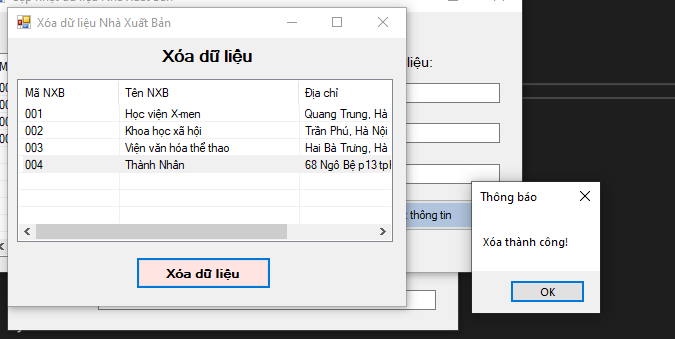 Xóa dữ liệu Nhà Xuất Bản
Xóa dữ liệu
liệu:
Mã NXB Tên NXB Địa chỉ
001 Học viện X-men Quang Trung, Hà
002 Khoa học xã hội Trần Phú, Hà Nội
003 Viện văn hóa thể thao Hai Bà Trưng, Hà
004 Thành Nhân 68 Ngô Bệ p13 tpl
thông tin
Xóa dữ liệu
Thông báo
Xóa thành công!
OK